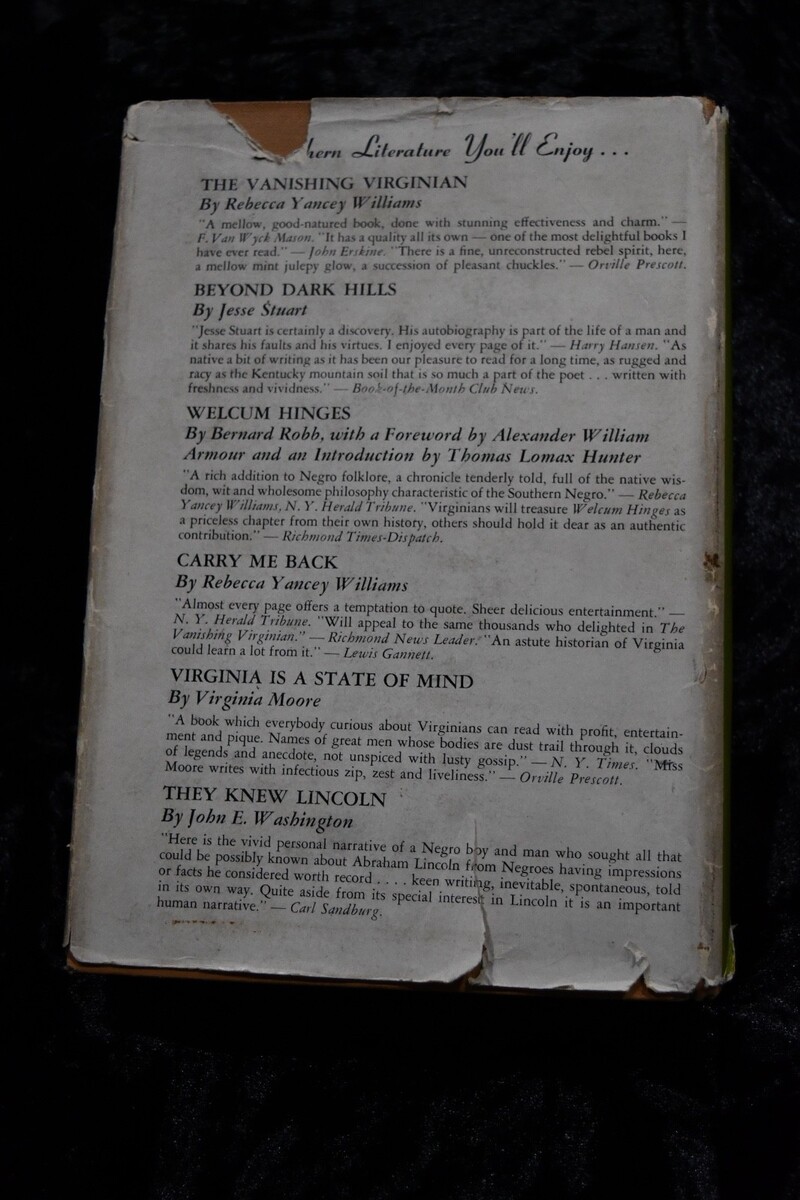 hern Literature You'll Enjoy . . .
THE VANISHING VIRGINIAN
By Rebecca Yancey Williams
"A mellow, good-natured book, done with stunning effectiveness and charm." —
F. Van Wyck Mason. "It has a quality all its own — one of the most delightful books I
have ever read." — John Erskine. "There is a fine, unreconstructed rebel spirit, here,
a mellow mint julepy glow, a succession of pleasant chuckles." — Orville Prescott.
BEYOND DARK HILLS
By Jesse Stuart
"Jesse Stuart is certainly a discovery. His autobiography is part of the life of a man and
it shares his faults and his virtues. I enjoyed every page of it." — Harry Hansen. "As
native a bit of writing as it has been our pleasure to read for a long time, as rugged and
racy as the Kentucky mountain soil that is so much a part of the poet . . . written with
freshness and vividness." — Book-of-the-Month Club News.
WELCUM HINGES
By Bernard Robb, with a Foreword by Alexander William
Armour and an Introduction by Thomas Lomax Hunter
"A rich addition to Negro folklore, a chronicle tenderly told, full of the native wis-
dom, wit and wholesome philosophy characteristic of the Southern Negro." — Rebecca
Yancey Williams, N. Y. Herald Tribune. "Virginians will treasure Welcum Hinges as
a priceless chapter from their own history, others should hold it dear as an authentic
contribution." — Richmond Times-Dispatch.
CARRY ME BACK
By Rebecca Yancey Williams
"Almost every page offers a temptation to quote. Sheer delicious entertainment." —
N. Y. Herald Tribune. "Will appeal to the same thousands who delighted in The
Vanishing Virginian." — Richmond News Leader. "An astute historian of Virginia
could learn a lot from it." — Lewis Gannett.
VIRGINIA IS A STATE OF MIND
By Virginia Moore
"A book which everybody curious about Virginians can read with profit, entertain-
ment and pique. Names of great men whose bodies are dust trail through it, clouds
of legends and anecdote, not unspiced with lusty gossip." — N. Y. Times. "Miss
Moore writes with infectious zip, zest and liveliness." — Orville Prescott.
THEY KNEW LINCOLN
By John E. Washington
"Here is the vivid personal narrative of a Negro boy and man who sought all that
could be possibly known about Abraham Lincoln from Negroes having impressions
or facts he considered worth record . . . . keen writing, inevitable, spontaneous, told
in its own way. Quite aside from its special interest in Lincoln it is an important
human narrative." — Carl Sandburg.